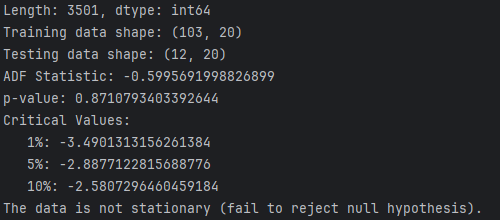 Length: 3501, dtype: int64
Training data shape: (103, 20)
Testing data shape: (12, 20)
ADF Statistic: -0.5995691998826899
p-value: 0.8710793403392644
Critical Values:
1%: -3.4901313156261384
5%: -2.8877122815688776
10%: -2.5807296460459184
The data is not stationary (fail to reject null hypothesis).